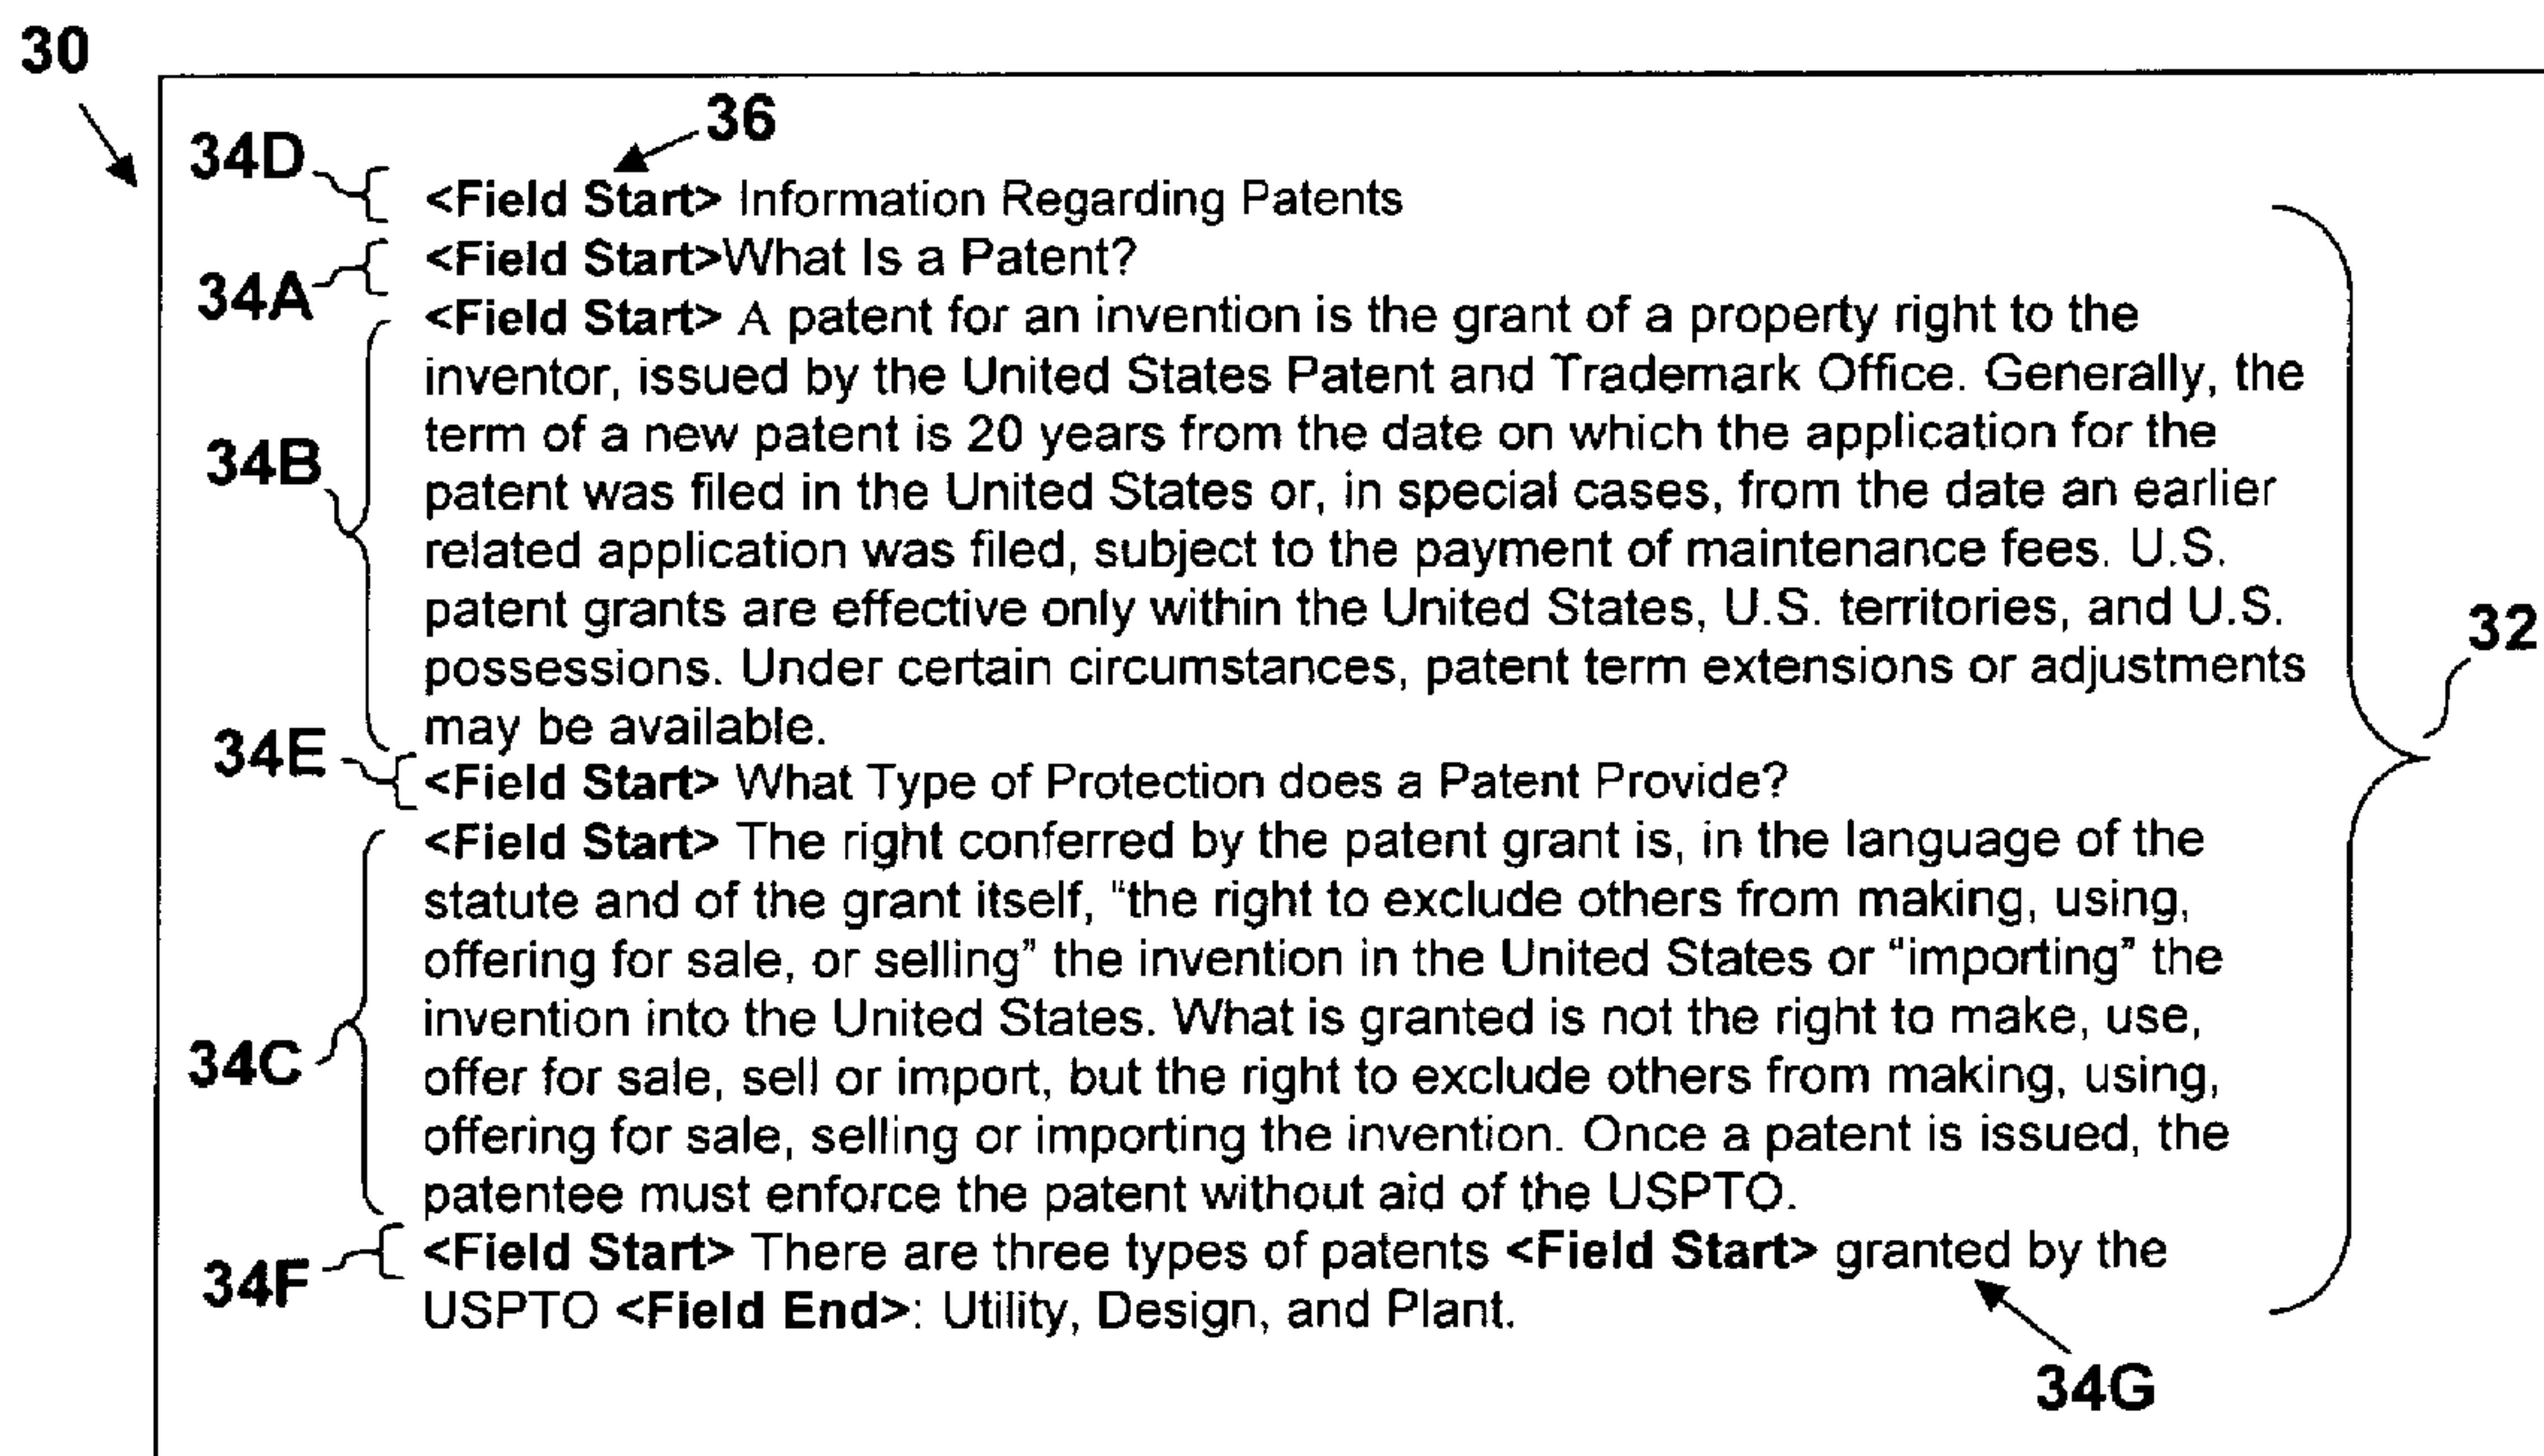 30
36
34D
<Field Start> Information Regarding Patents
34A
<Field Start>What Is a Patent?
<Field Start> A patent for an invention is the grant of a property right to the
inventor, issued by the United States Patent and Trademark Office. Generally, the
term of a new patent is 20 years from the date on which the application for the
34B
patent was filed in the United States or, in special cases, from the date an earlier
related application was filed, subject to the payment of maintenance fees. U.S.
patent grants are effective only within the United States, U.S. territories, and U.S.
32
possessions. Under certain circumstances, patent term extensions or adjustments
may be available.
34E
<Field Start> What Type of Protection does a Patent Provide?
<Field Start> The right conferred by the patent grant is, in the language of the
statute and of the grant itself, "the right to exclude others from making, using,
offering for sale, or selling" the invention in the United States or "importing" the
invention into the United States. What is granted is not the right to make, use,
34C
offer for sale, sell or import, but the right to exclude others from making, using,
offering for sale, selling or importing the invention. Once a patent is issued, the
patentee must enforce the patent without aid of the USPTO.
34F
<Field Start> There are three types of patents <Field Start> granted by the
USPTO <Field End>: Utility, Design, and Plant.
34G